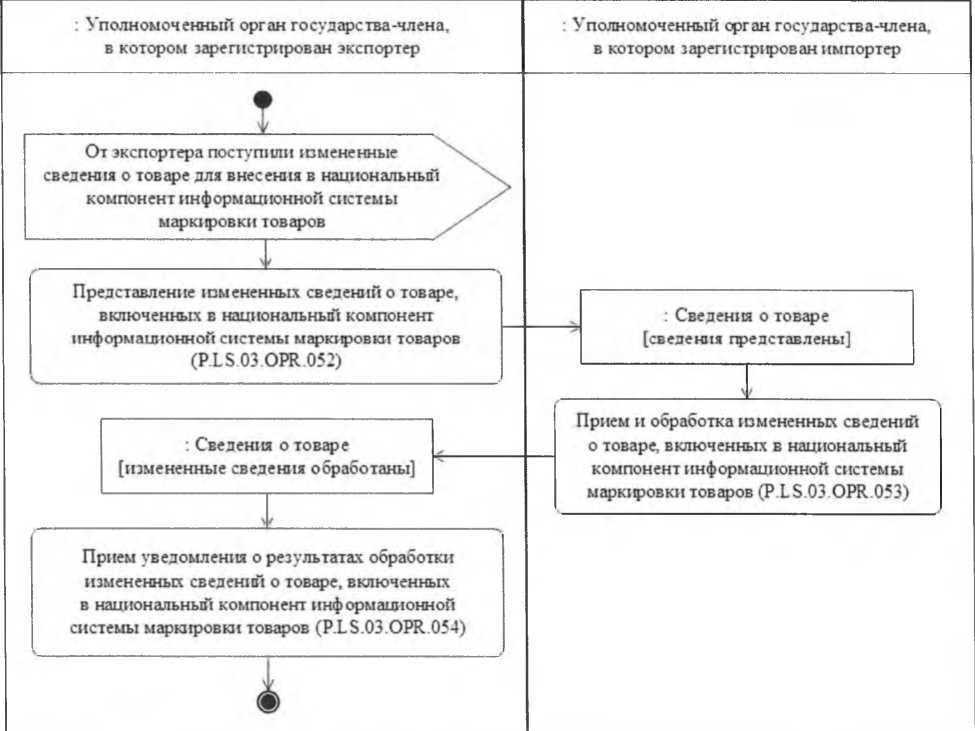 : Уполномоченный орган государства-члена,
в котором зарегистрирован экспортер
: Уполномоченный орган государства-члена,
в котором зарегистрирован импортер
От экспортера поступили измененные
сведения о товаре для внесения в национальный
компонент информационной системы
маркировки товаров
Представление измененных сведений о товаре,
включенных в национальный компонент
информационной системы маркировки товаров
(P.LS.03.OPR.052)
: Сведения о товаре
[сведения представлены]
Прием и обработка измененных сведений
о товаре, включенных в национальный
компонент информационной системы
маркировки товаров (P.LS.03.OPR.053)
: Сведения о товаре
[измененные сведения обработаны]
Прием уведомления о результатах обработки
измененных сведений о товаре, включенных
в национальный компонент информационной
системы маркировки товаров (P.LS.03.OPR.054)